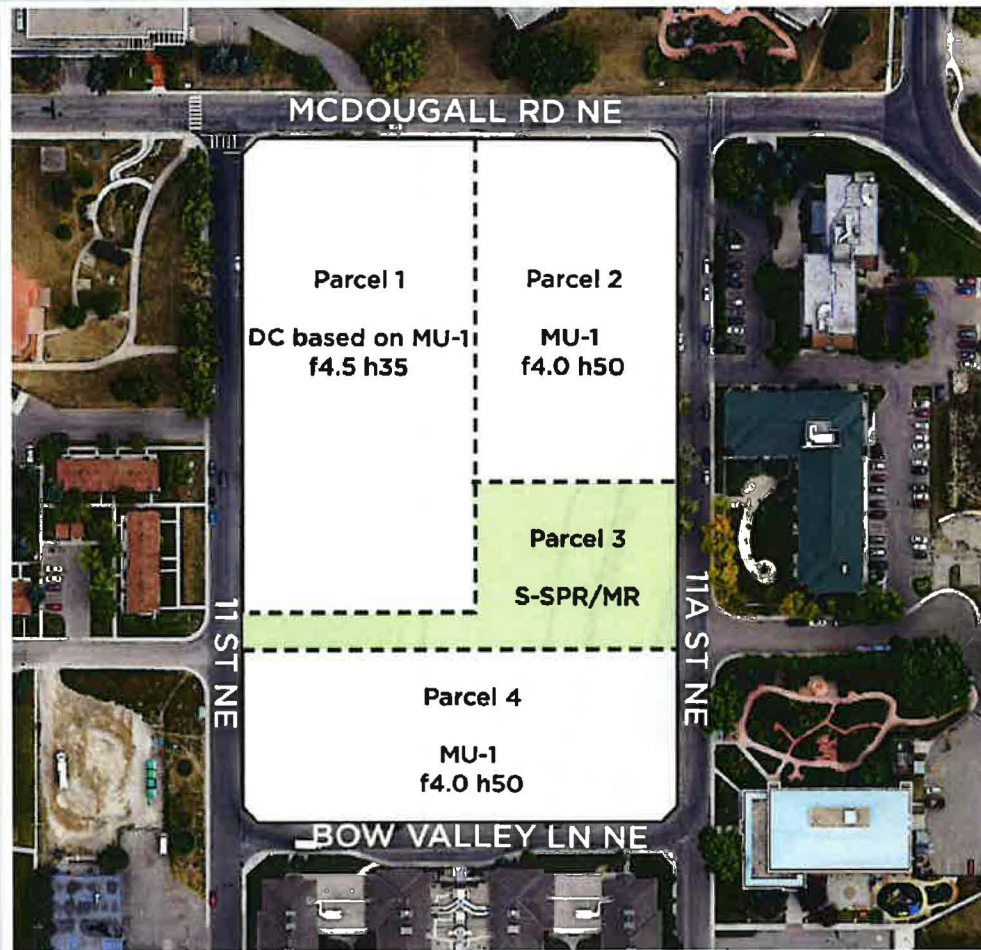 MCDOUGALL RD NE
Parcel 1
DC based on MU-1
f4.5 h35
Parcel 2
MU-1
f4.0 h50
Parcel 3
S-SPR/MR
11 ST NE
11A ST NE
Parcel 4
MU-1
f4.0 h50
BOW VALLEY LN NE